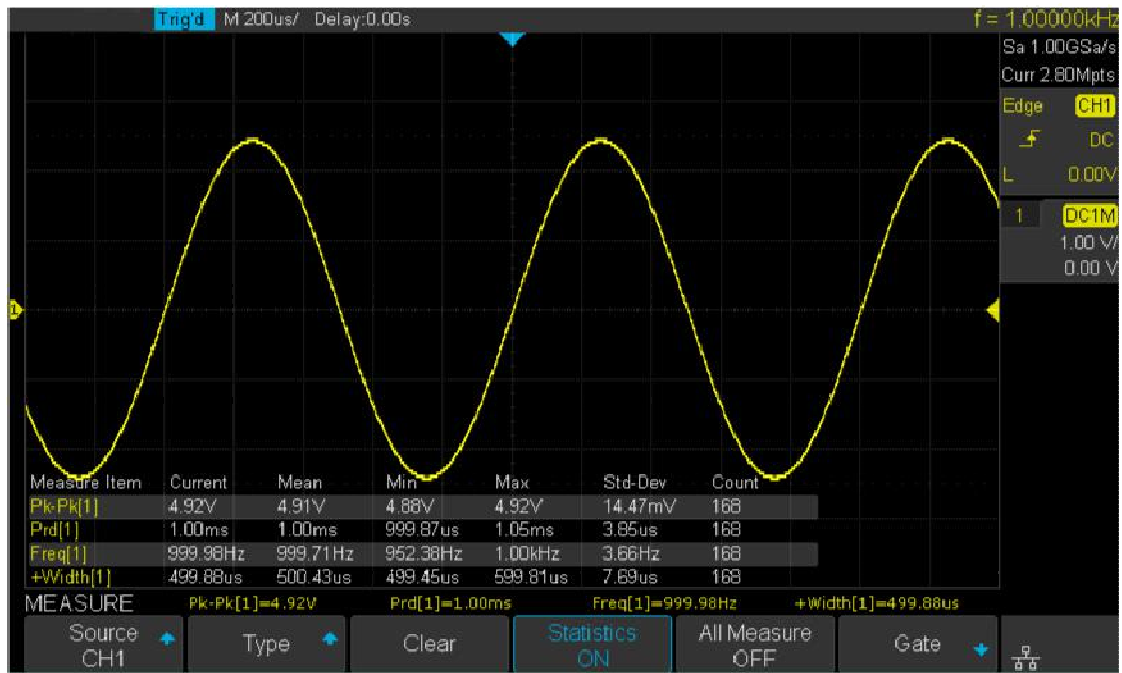 Trig'd M 200us/ Delay:0.00s f = 1.00000kHz
Sa 1.00GSa/s
Curr 2.80Mpts
Edge CH1
DC
L 0.00V
1 DC1M
1.00 V/
0.00 V
1
Measure Item Current Mean Min Max Std-Dev Count
Pk-Pk[1] 4.92V 4.91V 4.88V 4.92V 14.47mV 168
Prd[1] 1.00ms 1.00ms 999.87us 1.05ms 3.85us 168
Freq[1] 999.98Hz 999.71Hz 952.38Hz 1.00kHz 3.66Hz 168
+Width[1] 499.88us 500.43us 499.45us 599.81us 7.69us 168
MEASURE Pk-Pk[1]=4.92V Prd[1]=1.00ms Freq[1]=999.98Hz +Width[1]=499.88us
Source Type Clear Statistics All Measure Gate
CH1 ON OFF